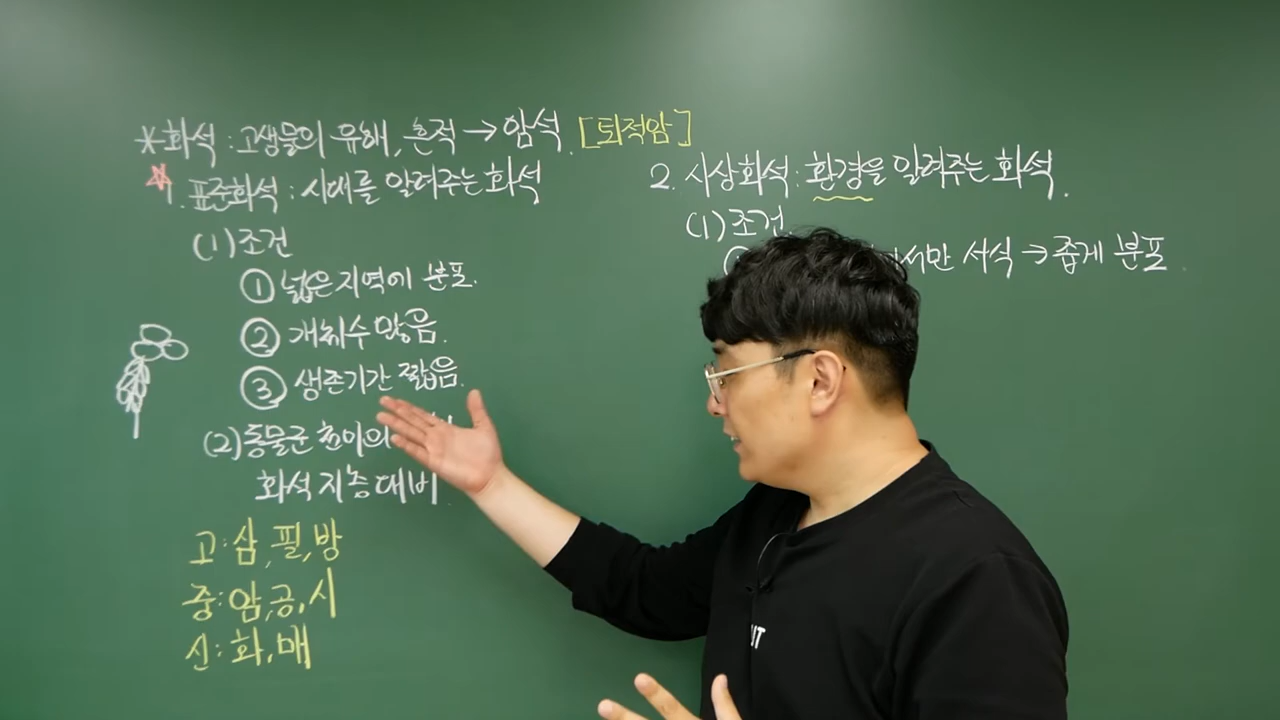 *화석 : 고생물의 유해, 흔적 → 암석. [퇴적암]
1. 표준화석 : 시대를 알려주는 화석
(1) 조건
① 넓은 지역에 분포.
② 개체수 많음.
③ 생존기간 짧음.
(2) 동물군 천이의
화석 지층 대비.
고: 삼, 필, 방
중: 암, 공, 시
신: 화, 매
2. 시상화석 : 환경을 알려주는 화석.
(1) 조건.
서만 서식 → 좁게 분포.